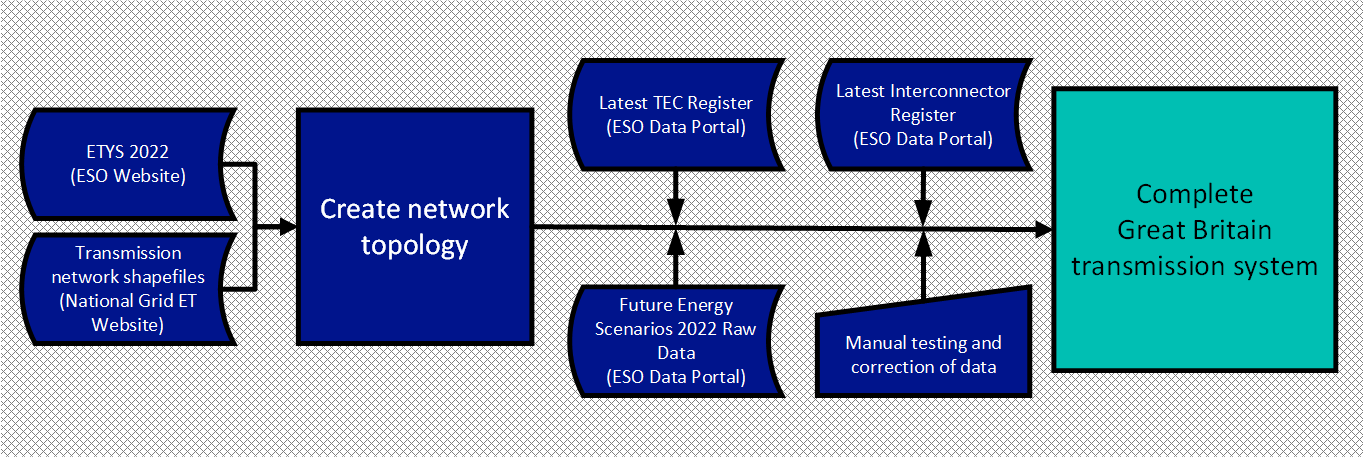 ETYS 2022
(ESO Website)
Transmission
network shapefiles
(National Grid ET
Website)
Create network
topology
Latest TEC Register
(ESO Data Portal)
Future Energy
Scenarios 2022 Raw
Data
(ESO Data Portal)
Latest Interconnector
Register
(ESO Data Portal)
Manual testing and
correction of data
Complete
Great Britain
transmission system